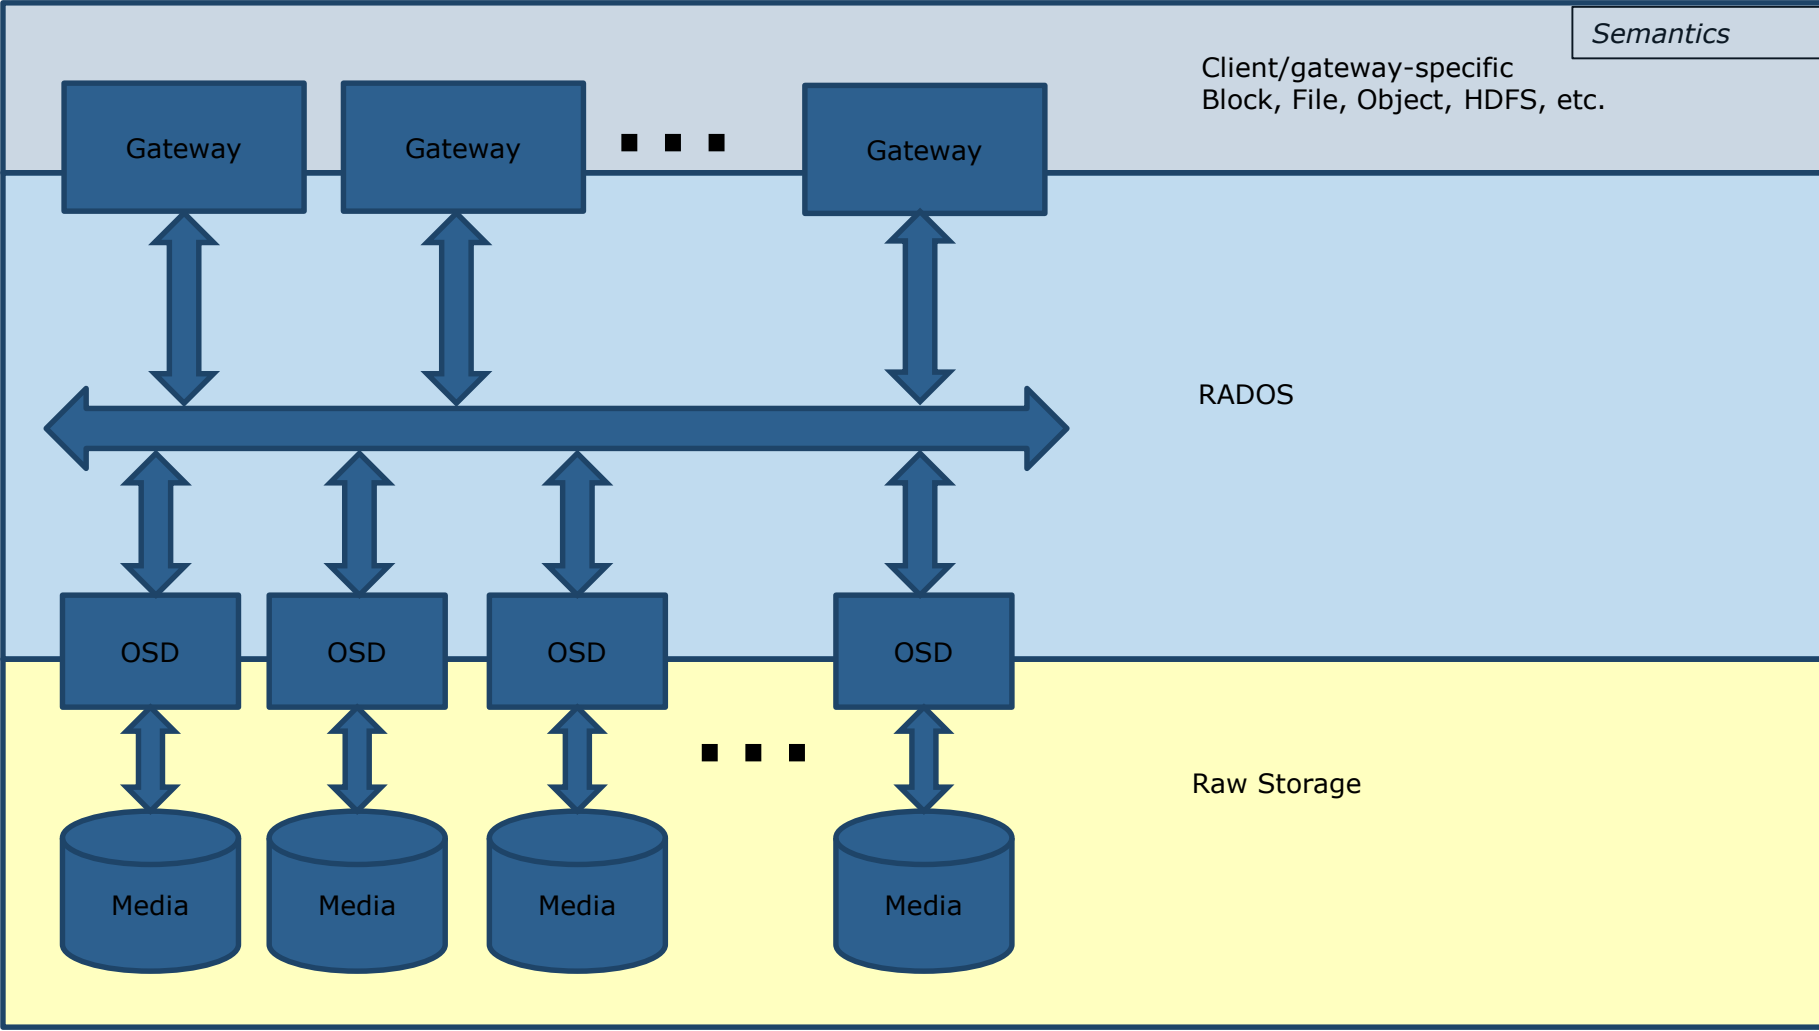 Semantics
Client/gateway-specific
Block, File, Object, HDFS, etc.
Gateway
Gateway
Gateway
RADOS
OSD
OSD
OSD
OSD
Raw Storage
Media
Media
Media
Media